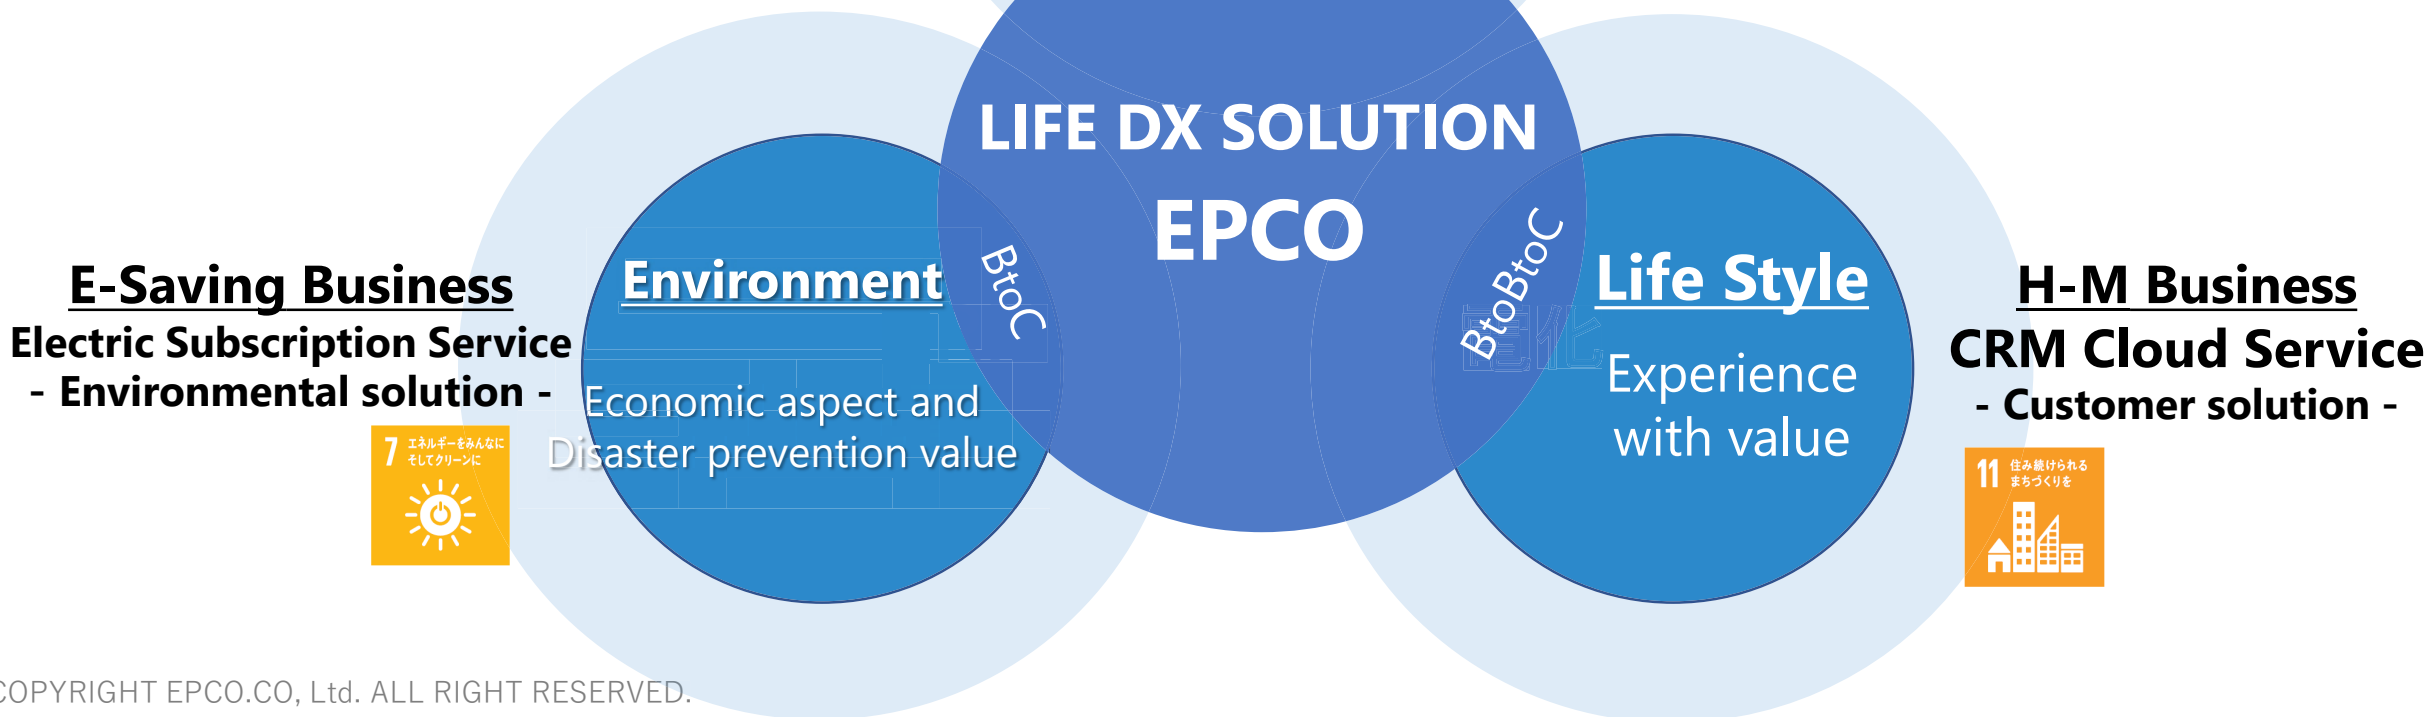 LIFE DX SOLUTION
EPCO
E-Saving Business
Electric Subscription Service
- Environmental solution -
7 エネルギーをみんなに
そしてクリーンに
Environment
Economic aspect and
Disaster prevention value
BtoC
BtoBtoC
電化
Life Style
Experience
with value
H-M Business
CRM Cloud Service
- Customer solution -
11 住み続けられる
まちづくりを
COPYRIGHT EPCO.CO, Ltd. ALL RIGHT RESERVED.